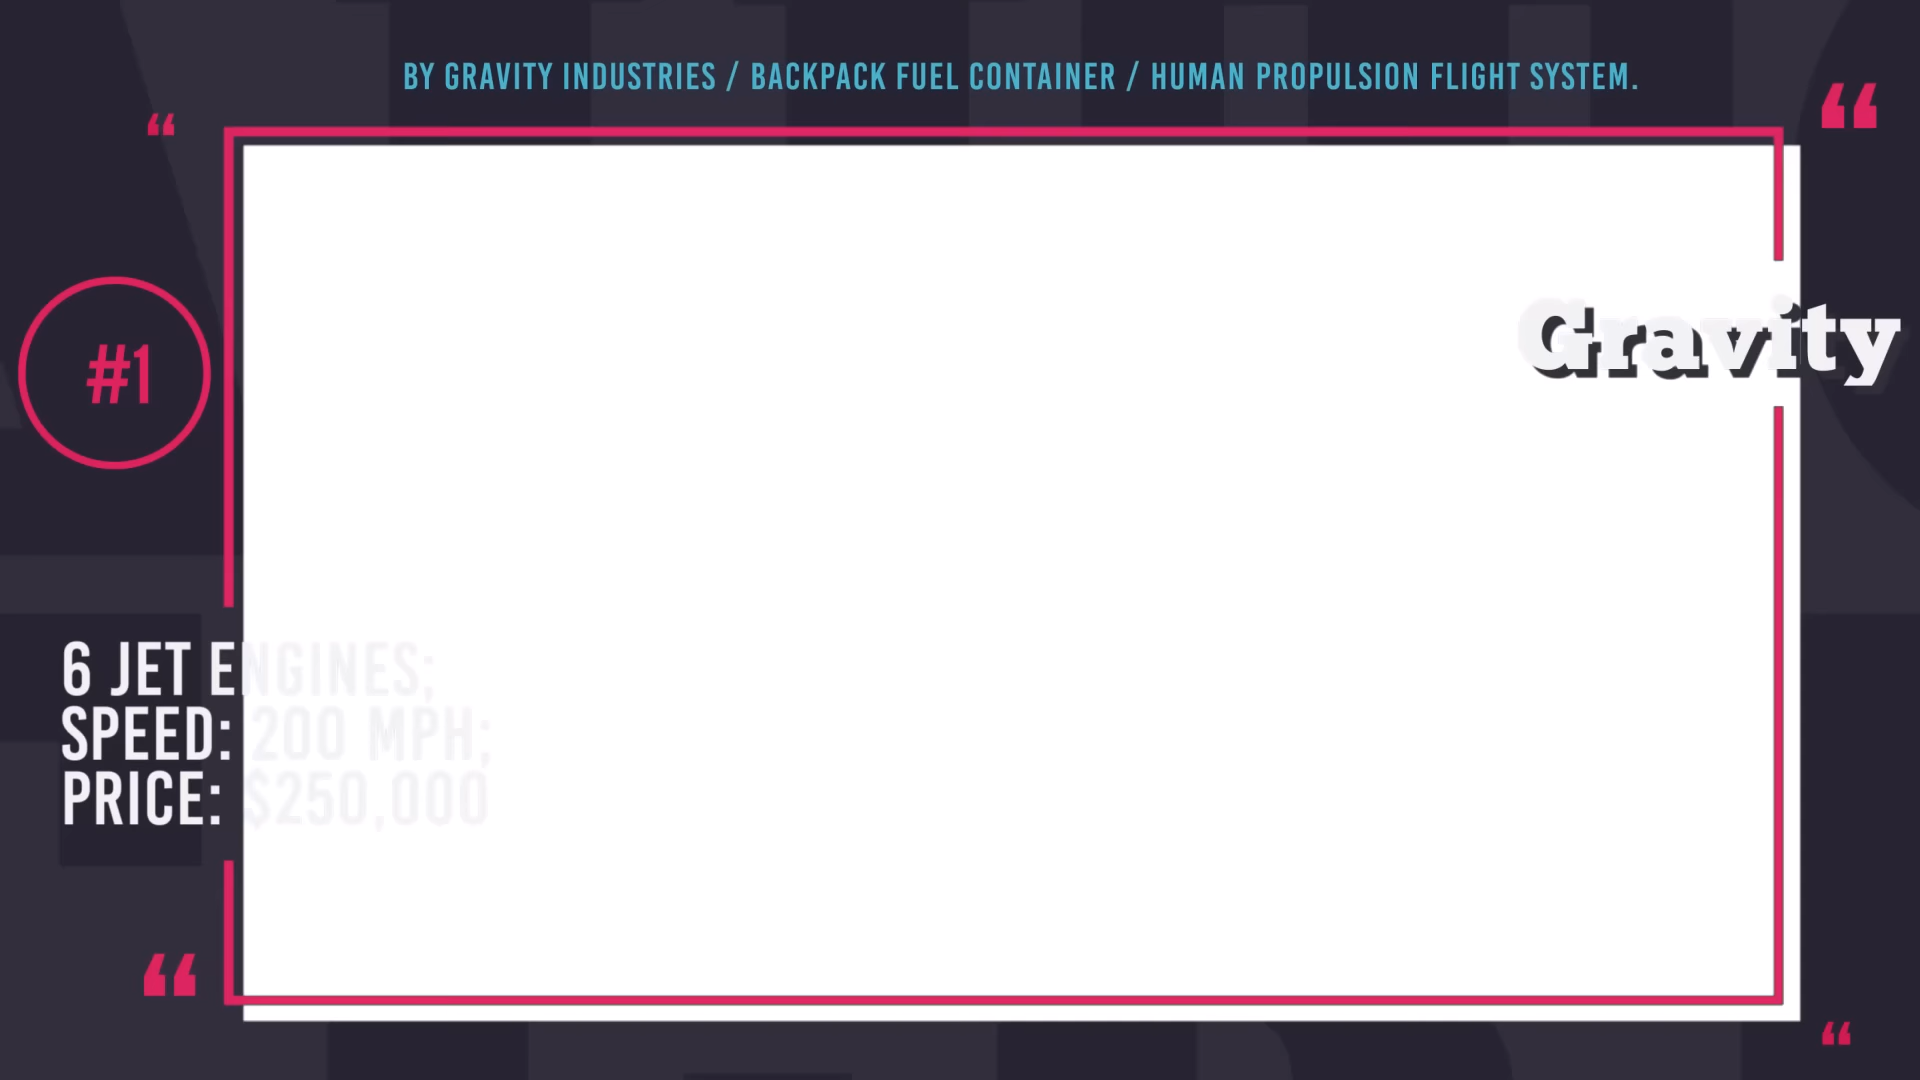 BY GRAVITY INDUSTRIES / BACKPACK FUEL CONTAINER / HUMAN PROPULSION FLIGHT SYSTEM.
#1
Gravity
6 JET ENGINES;
SPEED: 200 MPH;
PRICE: $250,000